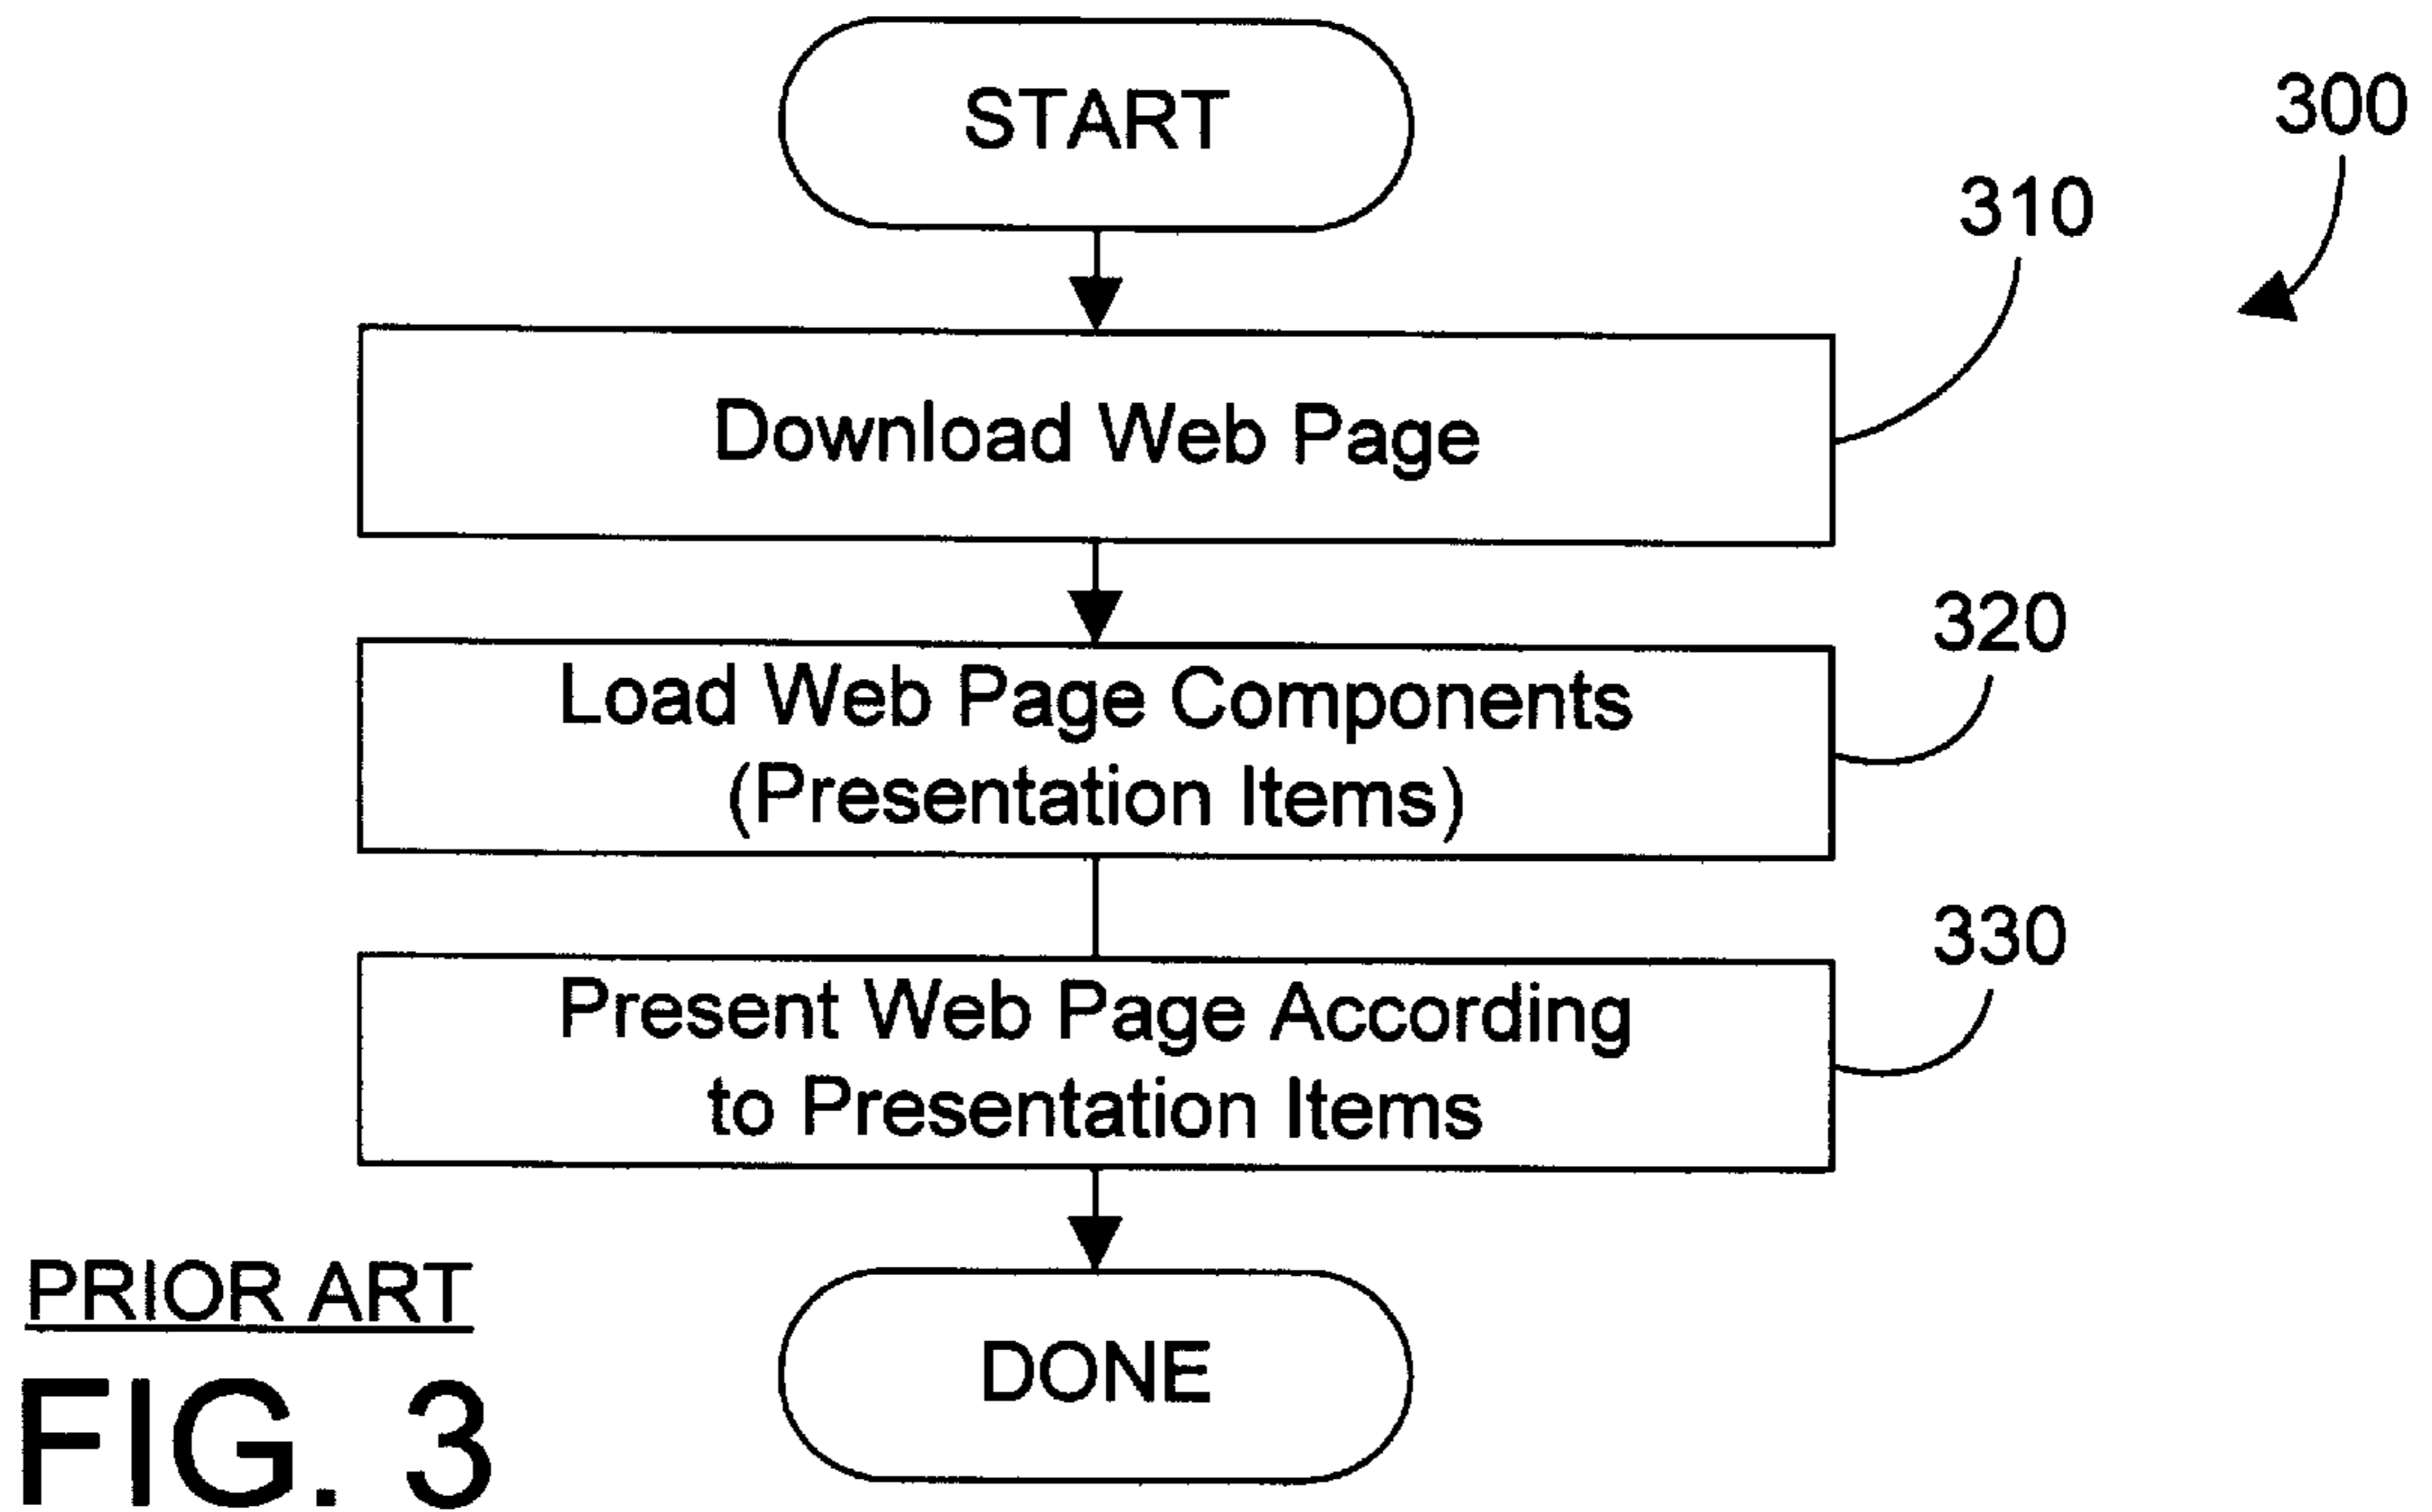 START
300
310
Download Web Page
320
Load Web Page Components
(Presentation Items)
330
Present Web Page According
to Presentation Items
PRIOR ART
DONE
FIG. 3